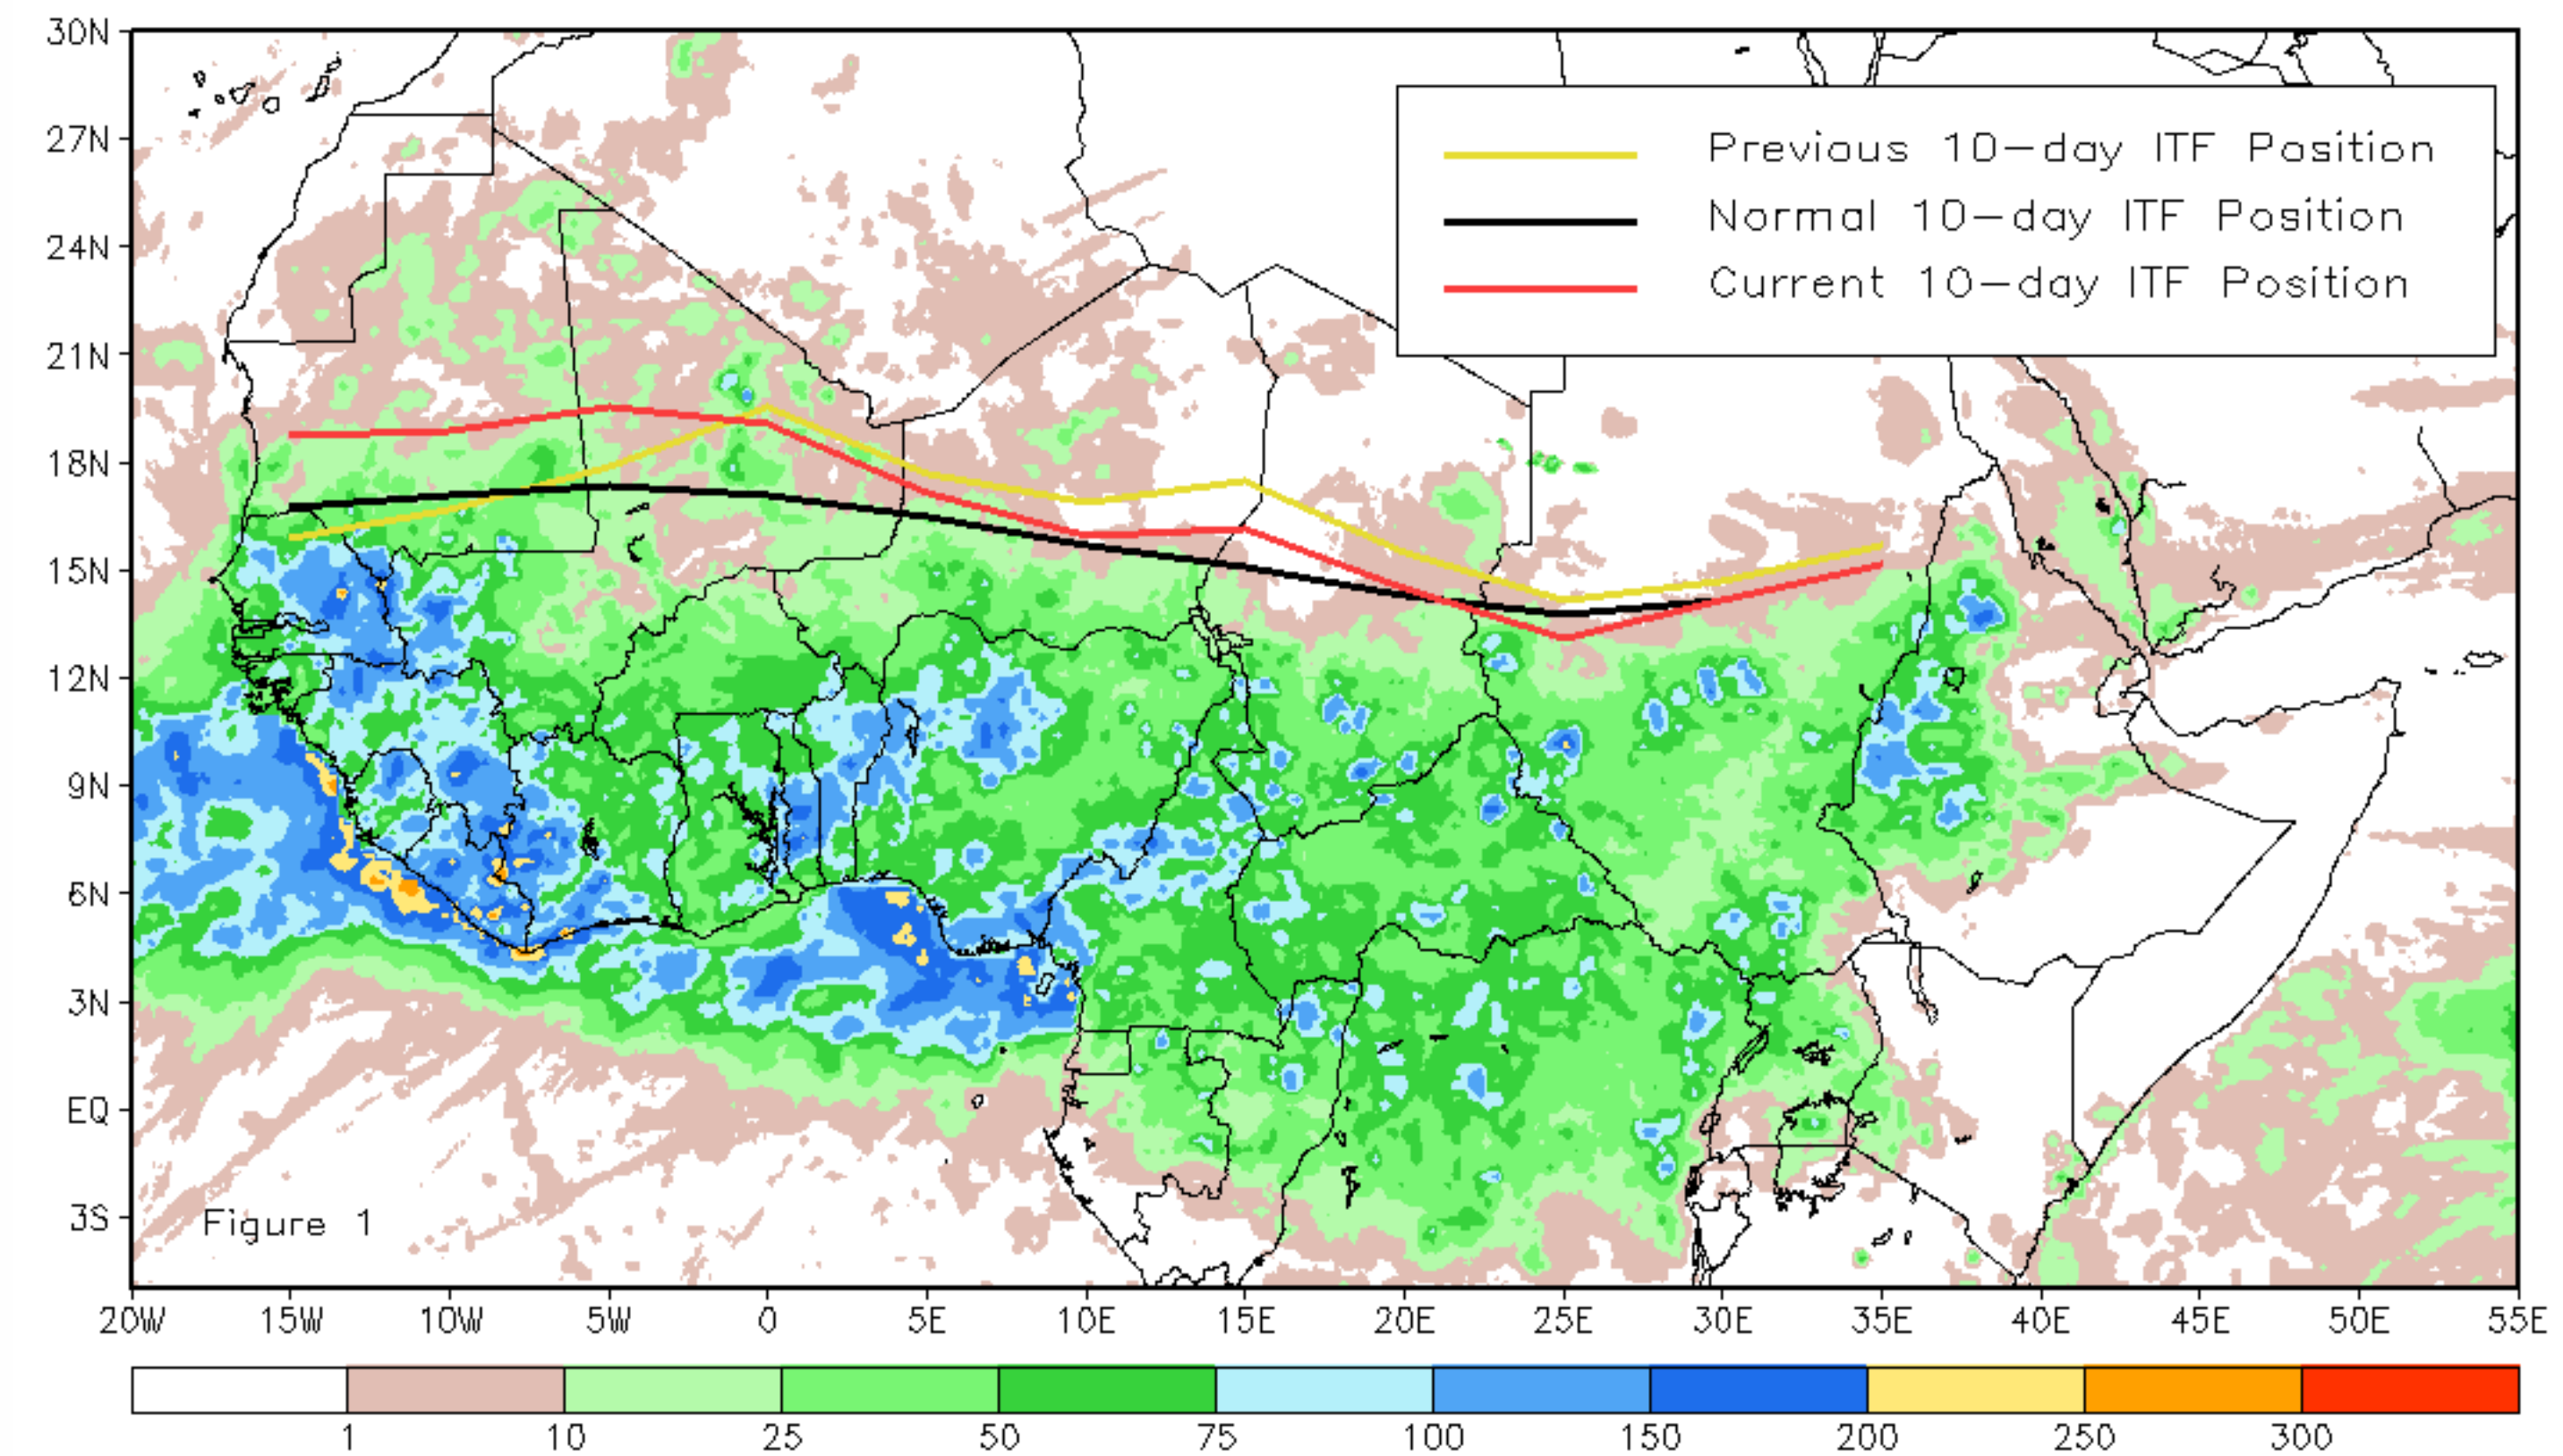 30N
27N
24N
21N
18N
15N
12N
9N
6N
3N
EQ
3S
Previous 10-day ITF Position
Normal 10-day ITF Position
Current 10-day ITF Position
Figure 1
20W 15W 10W 5W 0 5E 10E 15E 20E 25E 30E 35E 40E 45E 50E 55E
1 10 25 50 75 100 150 200 250 300